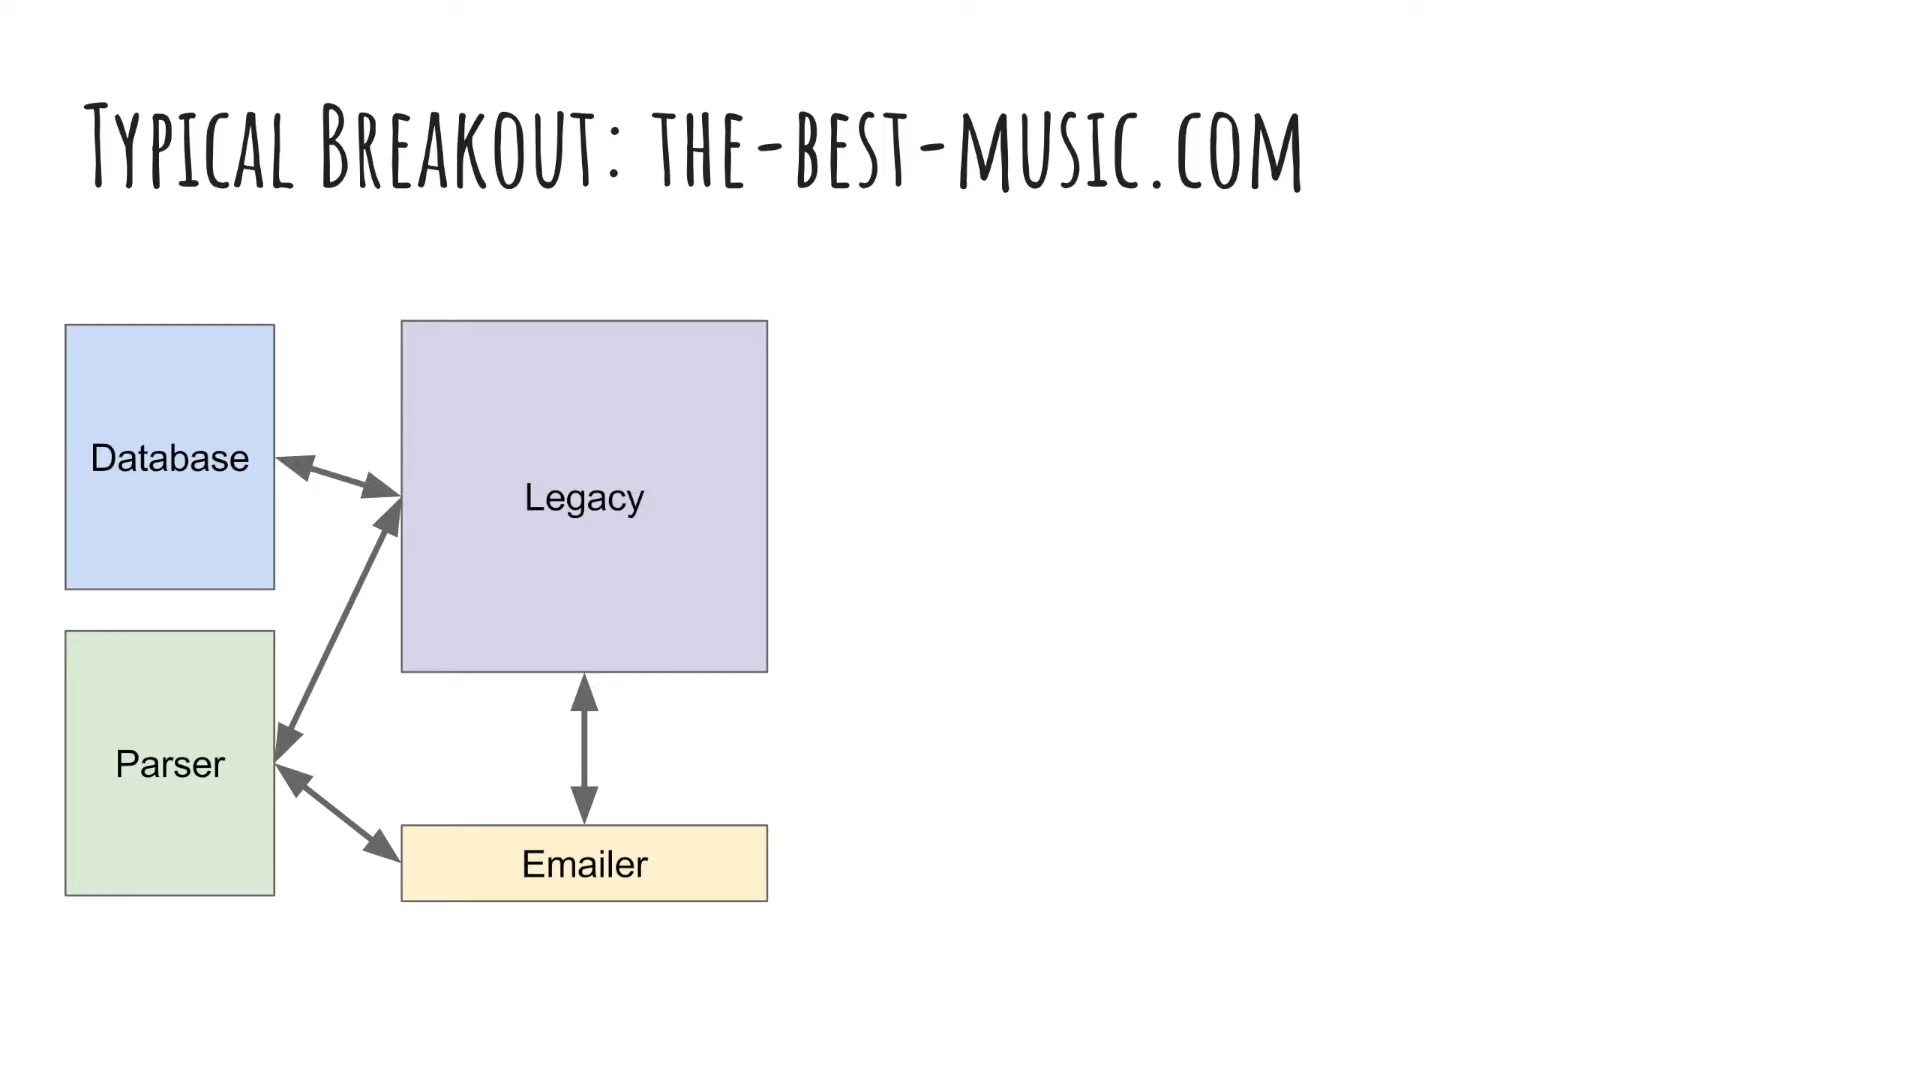 Typical Breakout: the-best-music.com
Database
Legacy
Parser
Emailer